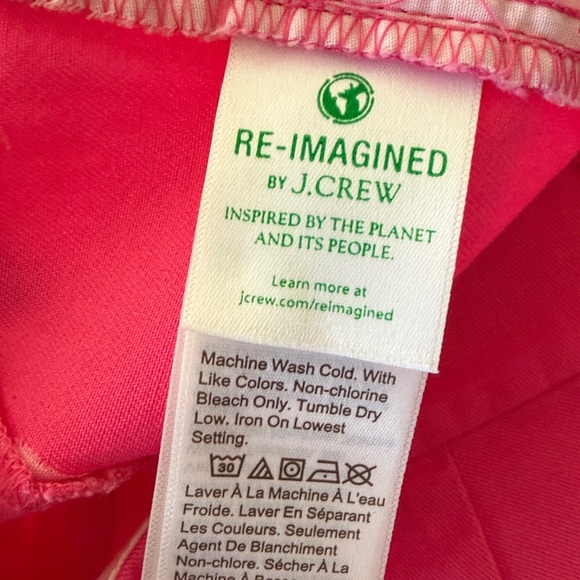 RE-IMAGINED
BY J.CREW
INSPIRED BY THE PLANET
AND ITS PEOPLE.
Learn more at
jcrew.com/reimagined
Machine Wash Cold. With
Like Colors. Non-chlorine
Bleach Only. Tumble Dry
Low. Iron On Lowest
Setting.
30
Laver À La Machine À L'eau
Froide. Laver En Séparant
Les Couleurs. Seulement
Agent De Blanchiment
Non-chlore. Sécher À La
Machine À